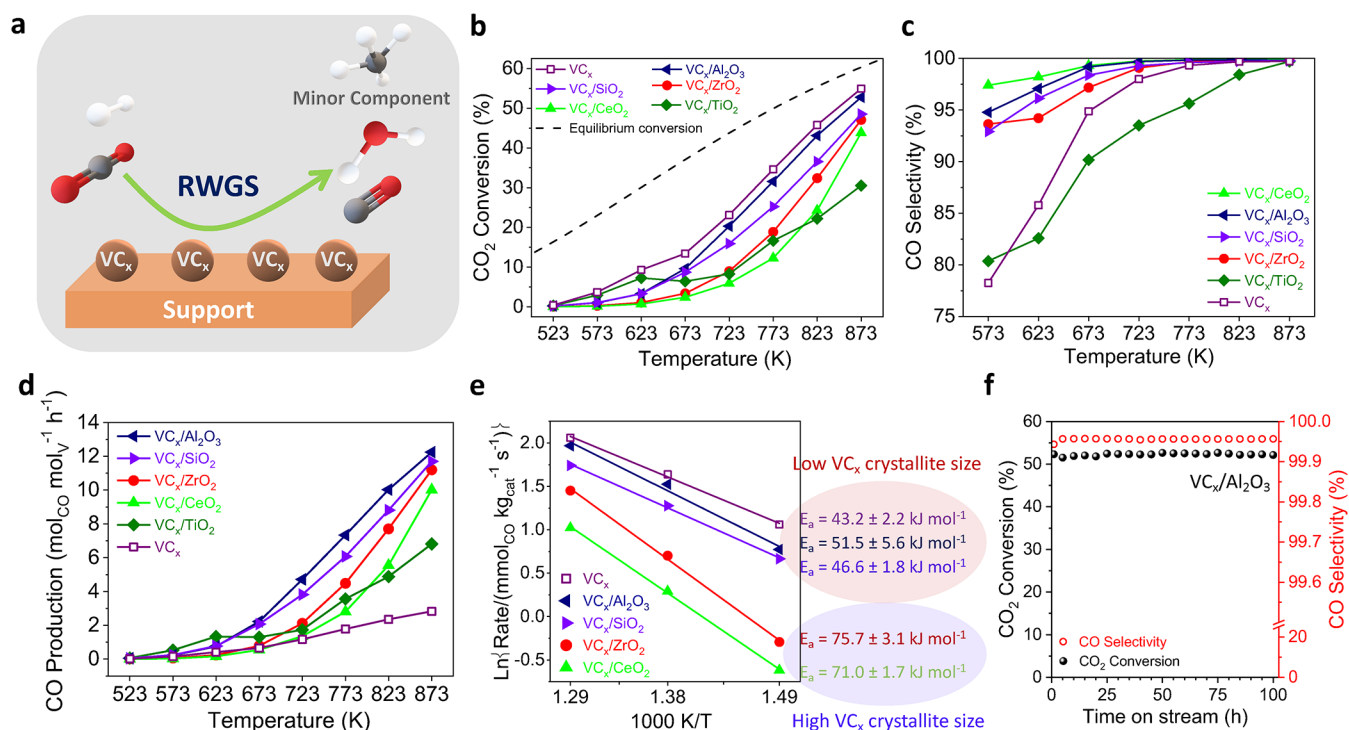 a
Minor Component
RWGS
VCₓ VCₓ VCₓ VCₓ
Support
b
CO₂ Conversion (%)
60
50
40
30
20
10
0
VCₓ
VCₓ/SiO₂
VCₓ/CeO₂
VCₓ/Al₂O₃
VCₓ/ZrO₂
VCₓ/TiO₂
Equilibrium conversion
523 573 623 673 723 773 823 873
Temperature (K)
c
CO Selectivity (%)
100
95
90
85
80
75
VCₓ/CeO₂
VCₓ/Al₂O₃
VCₓ/SiO₂
VCₓ/ZrO₂
VCₓ/TiO₂
VCₓ
573 623 673 723 773 823 873
Temperature (K)
d
CO Production (mol_CO mol_V⁻¹ h⁻¹)
14
12
10
8
6
4
2
0
VCₓ/Al₂O₃
VCₓ/SiO₂
VCₓ/ZrO₂
VCₓ/CeO₂
VCₓ/TiO₂
VCₓ
523 573 623 673 723 773 823 873
Temperature (K)
e
Ln{Rate/(mmol_CO kg_cat⁻¹ s⁻¹)}
2.0
1.5
1.0
0.5
0.0
-0.5
VCₓ
VCₓ/Al₂O₃
VCₓ/SiO₂
VCₓ/ZrO₂
VCₓ/CeO₂
1.29 1.38 1.49
1000 K/T
Low VCₓ crystallite size
Eₐ = 43.2 ± 2.2 kJ mol⁻¹
Eₐ = 51.5 ± 5.6 kJ mol⁻¹
Eₐ = 46.6 ± 1.8 kJ mol⁻¹
Eₐ = 75.7 ± 3.1 kJ mol⁻¹
Eₐ = 71.0 ± 1.7 kJ mol⁻¹
High VCₓ crystallite size
f
CO₂ Conversion (%)
60
55
50
45
40
35
30
25
20
15
10
5
0
VCₓ/Al₂O₃
CO Selectivity
CO₂ Conversion
0 25 50 75 100
Time on stream (h)
100.0
99.9
99.8
99.7
99.6
20
0
CO Selectivity (%)